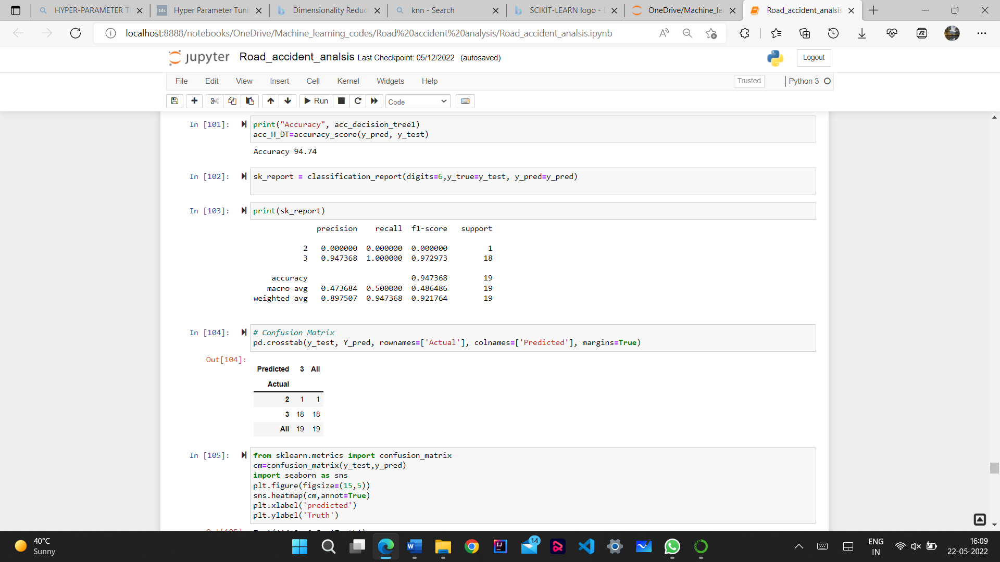 HYPER-PARAMETER T
tds Hyper Parameter Tuni
Dimensionality Reduc
knn - Search
SCIKIT-LEARN logo -
OneDrive/Machine_le
Road_accident_analsis
localhost:8888/notebooks/OneDrive/Machine_learning_codes/Road%20accident%20analysis/Road_accident_analsis.ipynb
jupyter Road_accident_analsis Last Checkpoint: 05/12/2022 (autosaved)
Logout
File Edit View Insert Cell Kernel Widgets Help
Trusted
Python 3
Run
Code
In [101]: print("Accuracy", acc_decision_tree1)
acc_H_DT=accuracy_score(y_pred, y_test)
Accuracy 94.74
In [102]: sk_report = classification_report(digits=6,y_true=y_test, y_pred=y_pred)
In [103]: print(sk_report)
precision recall f1-score support
2 0.000000 0.000000 0.000000 1
3 0.947368 1.000000 0.972973 18
accuracy 0.947368 19
macro avg 0.473684 0.500000 0.486486 19
weighted avg 0.897507 0.947368 0.921764 19
In [104]: # Confusion Matrix
pd.crosstab(y_test, Y_pred, rownames=['Actual'], colnames=['Predicted'], margins=True)
Out[104]:
Predicted 3 All
Actual
2 1 1
3 18 18
All 19 19
In [105]: from sklearn.metrics import confusion_matrix
cm=confusion_matrix(y_test,y_pred)
import seaborn as sns
plt.figure(figsize=(15,5))
sns.heatmap(cm,annot=True)
plt.xlabel('predicted')
plt.ylabel('Truth')
40°C
Sunny
14
ENG
IN
16:09
22-05-2022